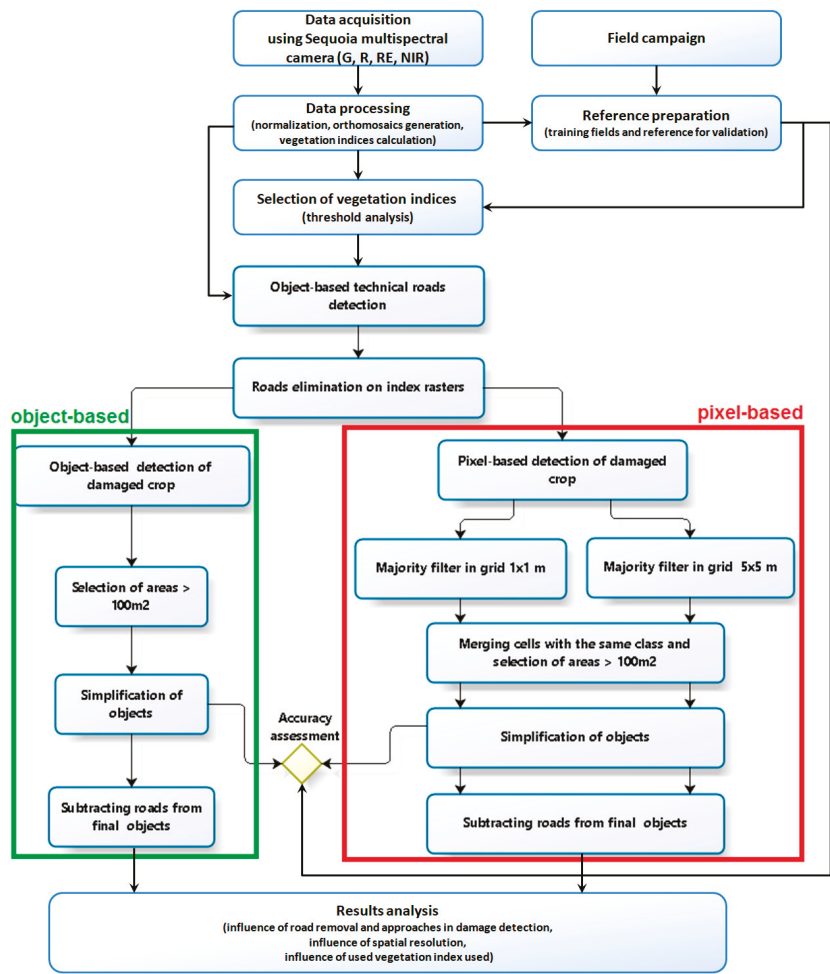 Data acquisition
using Sequoia multispectral
camera (G, R, RE, NIR)
Field campaign
Data processing
(normalization, orthomosaics generation,
vegetation indices calculation)
Reference preparation
(training fields and reference for validation)
Selection of vegetation indices
(threshold analysis)
Object-based technical roads
detection
Roads elimination on index rasters
object-based
pixel-based
Object-based detection of
damaged crop
Pixel-based detection of damaged
crop
Selection of areas >
100m2
Majority filter in grid 1x1 m
Majority filter in grid 5x5 m
Merging cells with the same class and
selection of areas > 100m2
Simplification of
objects
Accuracy
assessment
Simplification of objects
Subtracting roads from
final objects
Subtracting roads from final objects
Results analysis
(influence of road removal and approaches in damage detection,
influence of spatial resolution,
influence of used vegetation index used)